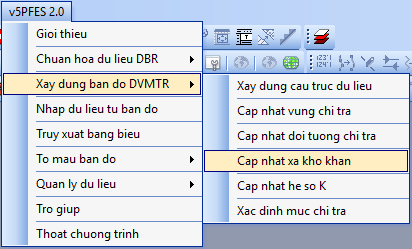 v5PFES 2.0
Gioi thieu
Chuan hoa du lieu DBR
Xay dung ban do DVMTR
Nhap du lieu tu ban do
Truy xuat bang bieu
To mau ban do
Quan ly du lieu
Tro giup
Thoat chuong trinh
Xay dung cau truc du lieu
Cap nhat vung chi tra
Cap nhat doi tuong chi tra
Cap nhat xa kho khan
Cap nhat he so K
Xac dinh muc chi tra